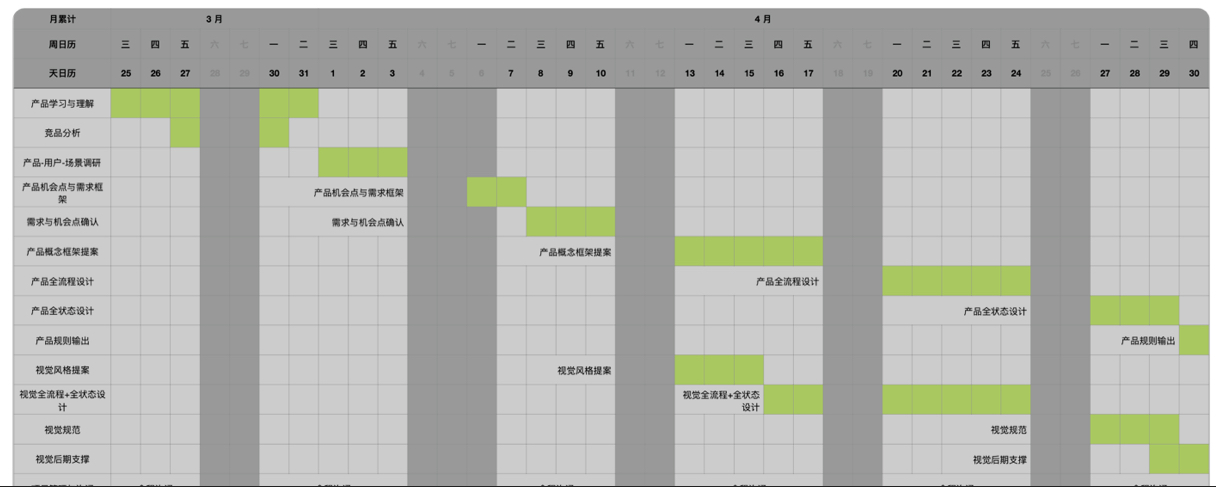 月累计 3 月 4 月
周日历 三 四 五 六 七 一 二 三 四 五 六 七 一 二 三 四 五 六 七 一 二 三 四 五 六 七 一 二 三 四 五 六 七 一 二 三 四
天日历 25 26 27 28 29 30 31 1 2 3 4 5 6 7 8 9 10 11 12 13 14 15 16 17 18 19 20 21 22 23 24 25 26 27 28 29 30
产品学习与理解
竞品分析
产品-用户-场景调研
产品机会点与需求框
架
产品机会点与需求框架
需求与机会点确认 需求与机会点确认
产品概念框架提案 产品概念框架提案
产品全流程设计 产品全流程设计
产品全状态设计 产品全状态设计
产品规则输出 产品规则输出
视觉风格提案 视觉风格提案
视觉全流程+全状态设
计
视觉全流程+全状态
设计
视觉规范 视觉规范
视觉后期支撑 视觉后期支撑